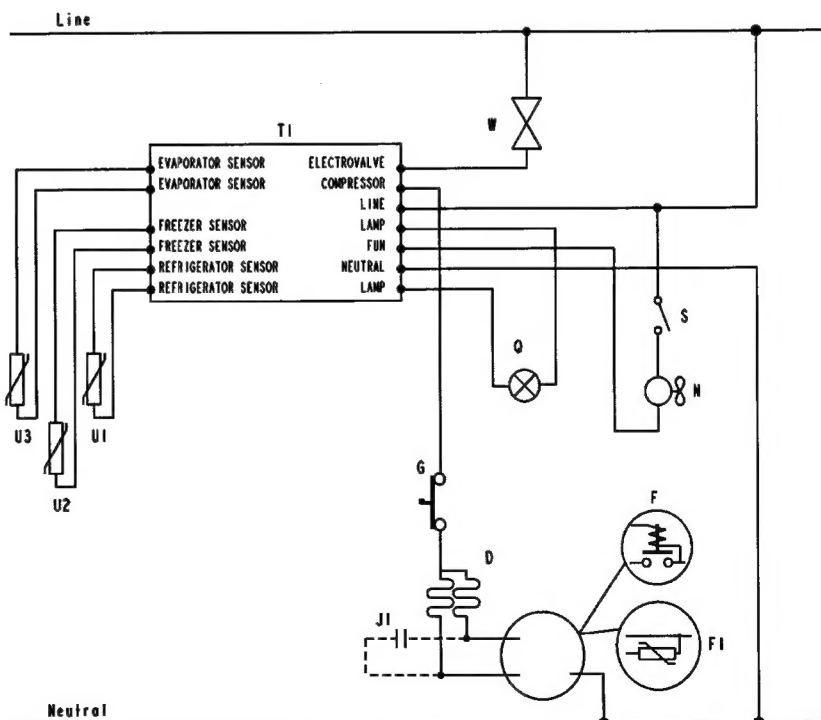 Line
T1
W
EVAPORATOR SENSOR
ELECTROVALVE
EVAPORATOR SENSOR
COMPRESSOR
LINE
FREEZER SENSOR
LAMP
FREEZER SENSOR
FUN
REFRIGERATOR SENSOR
NEUTRAL
REFRIGERATOR SENSOR
LAMP
S
Q
N
U3
U1
U2
G
F
D
J1
F1
Neutral